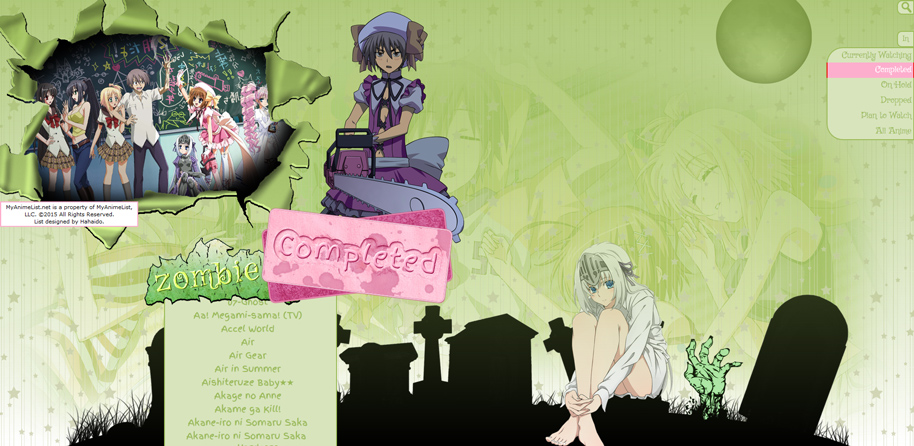 In
Currently Watching
Completed
On Hold
Dropped
Plan to Watch
All Anime
MyAnimeList.net is a property of MyAnimeList,
LLC. ©2015 All Rights Reserved.
List designed by Hahaido.
Completed
zombie
Aa! Megami-sama! (TV)
Accel World
Air
Air Gear
Air in Summer
Aishiteruze Baby★★
Akage no Anne
Akame ga Kill!
Akane-iro ni Somaru Saka
Akane-iro ni Somaru Saka